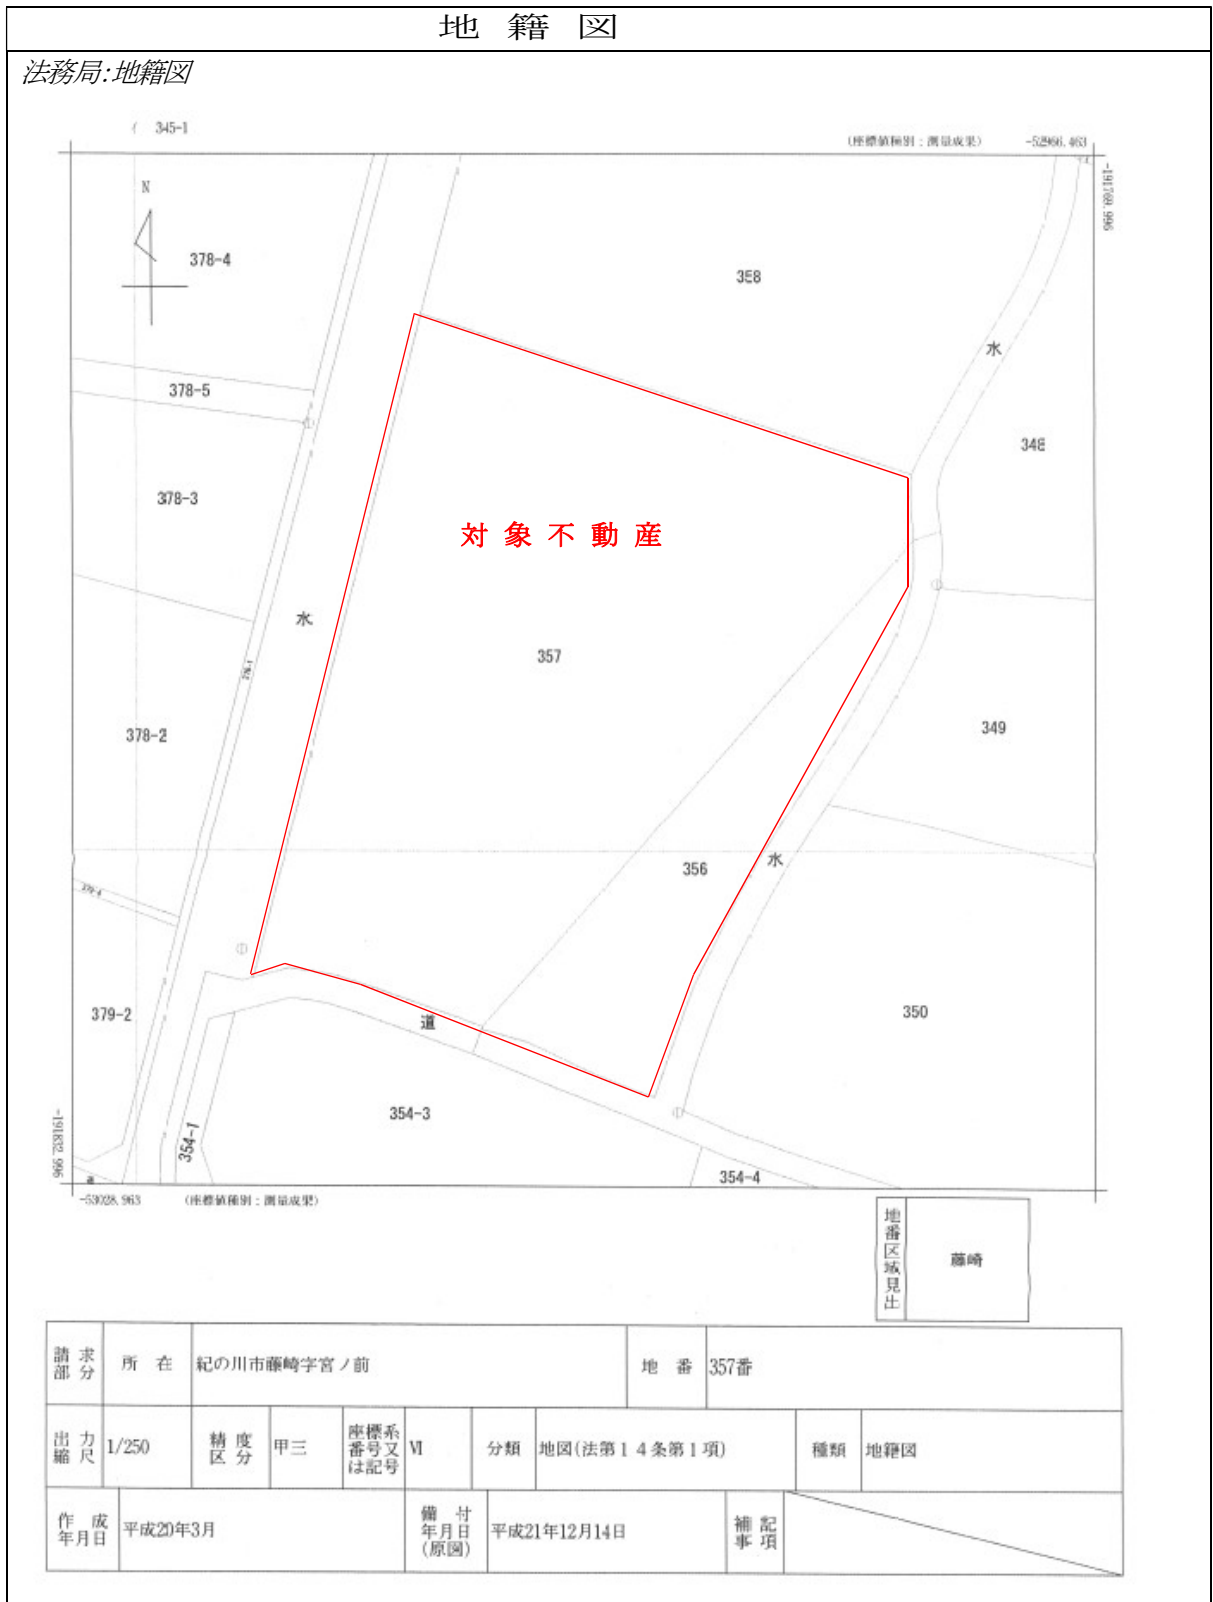 地籍図
法務局:地籍図
345-1
(座標値種別：測量成果)
-52966.463
-191769.996
N
378-4
358
水
378-5
348
378-3
対象不動産
水
357
378-2
349
356
水
379-2
道
350
354-3
354-1
354-4
-191832.996
-53028.963
(座標値種別：測量成果)
地番区域見出
藤崎
請求部分
所在
紀の川市藤崎字宮ノ前
地番
357番
出力縮尺
1/250
精度区分
甲三
座標系番号又は記号
Ⅵ
分類
地図(法第14条第1項)
種類
地籍図
作成年月日
平成20年3月
備付年月日(原図)
平成21年12月14日
補記事項